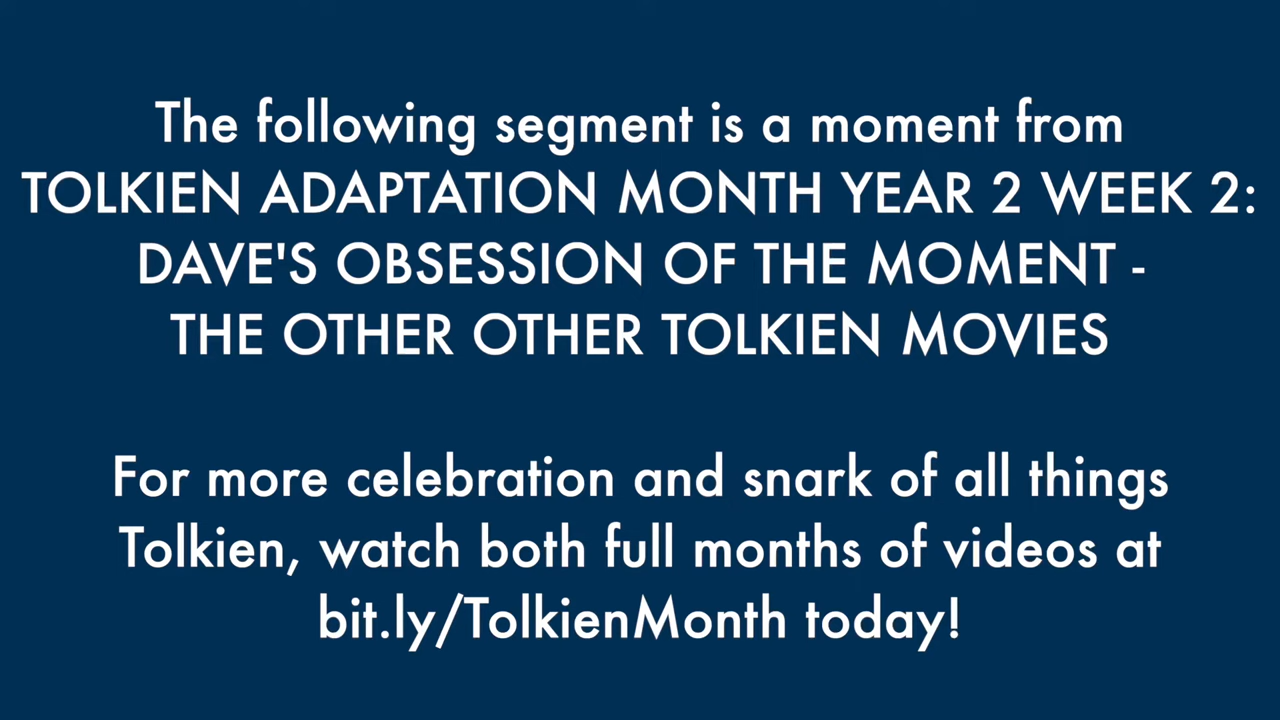 The following segment is a moment from
TOLKIEN ADAPTATION MONTH YEAR 2 WEEK 2:
DAVE'S OBSESSION OF THE MOMENT -
THE OTHER OTHER TOLKIEN MOVIES
For more celebration and snark of all things
Tolkien, watch both full months of videos at
bit.ly/TolkienMonth today!